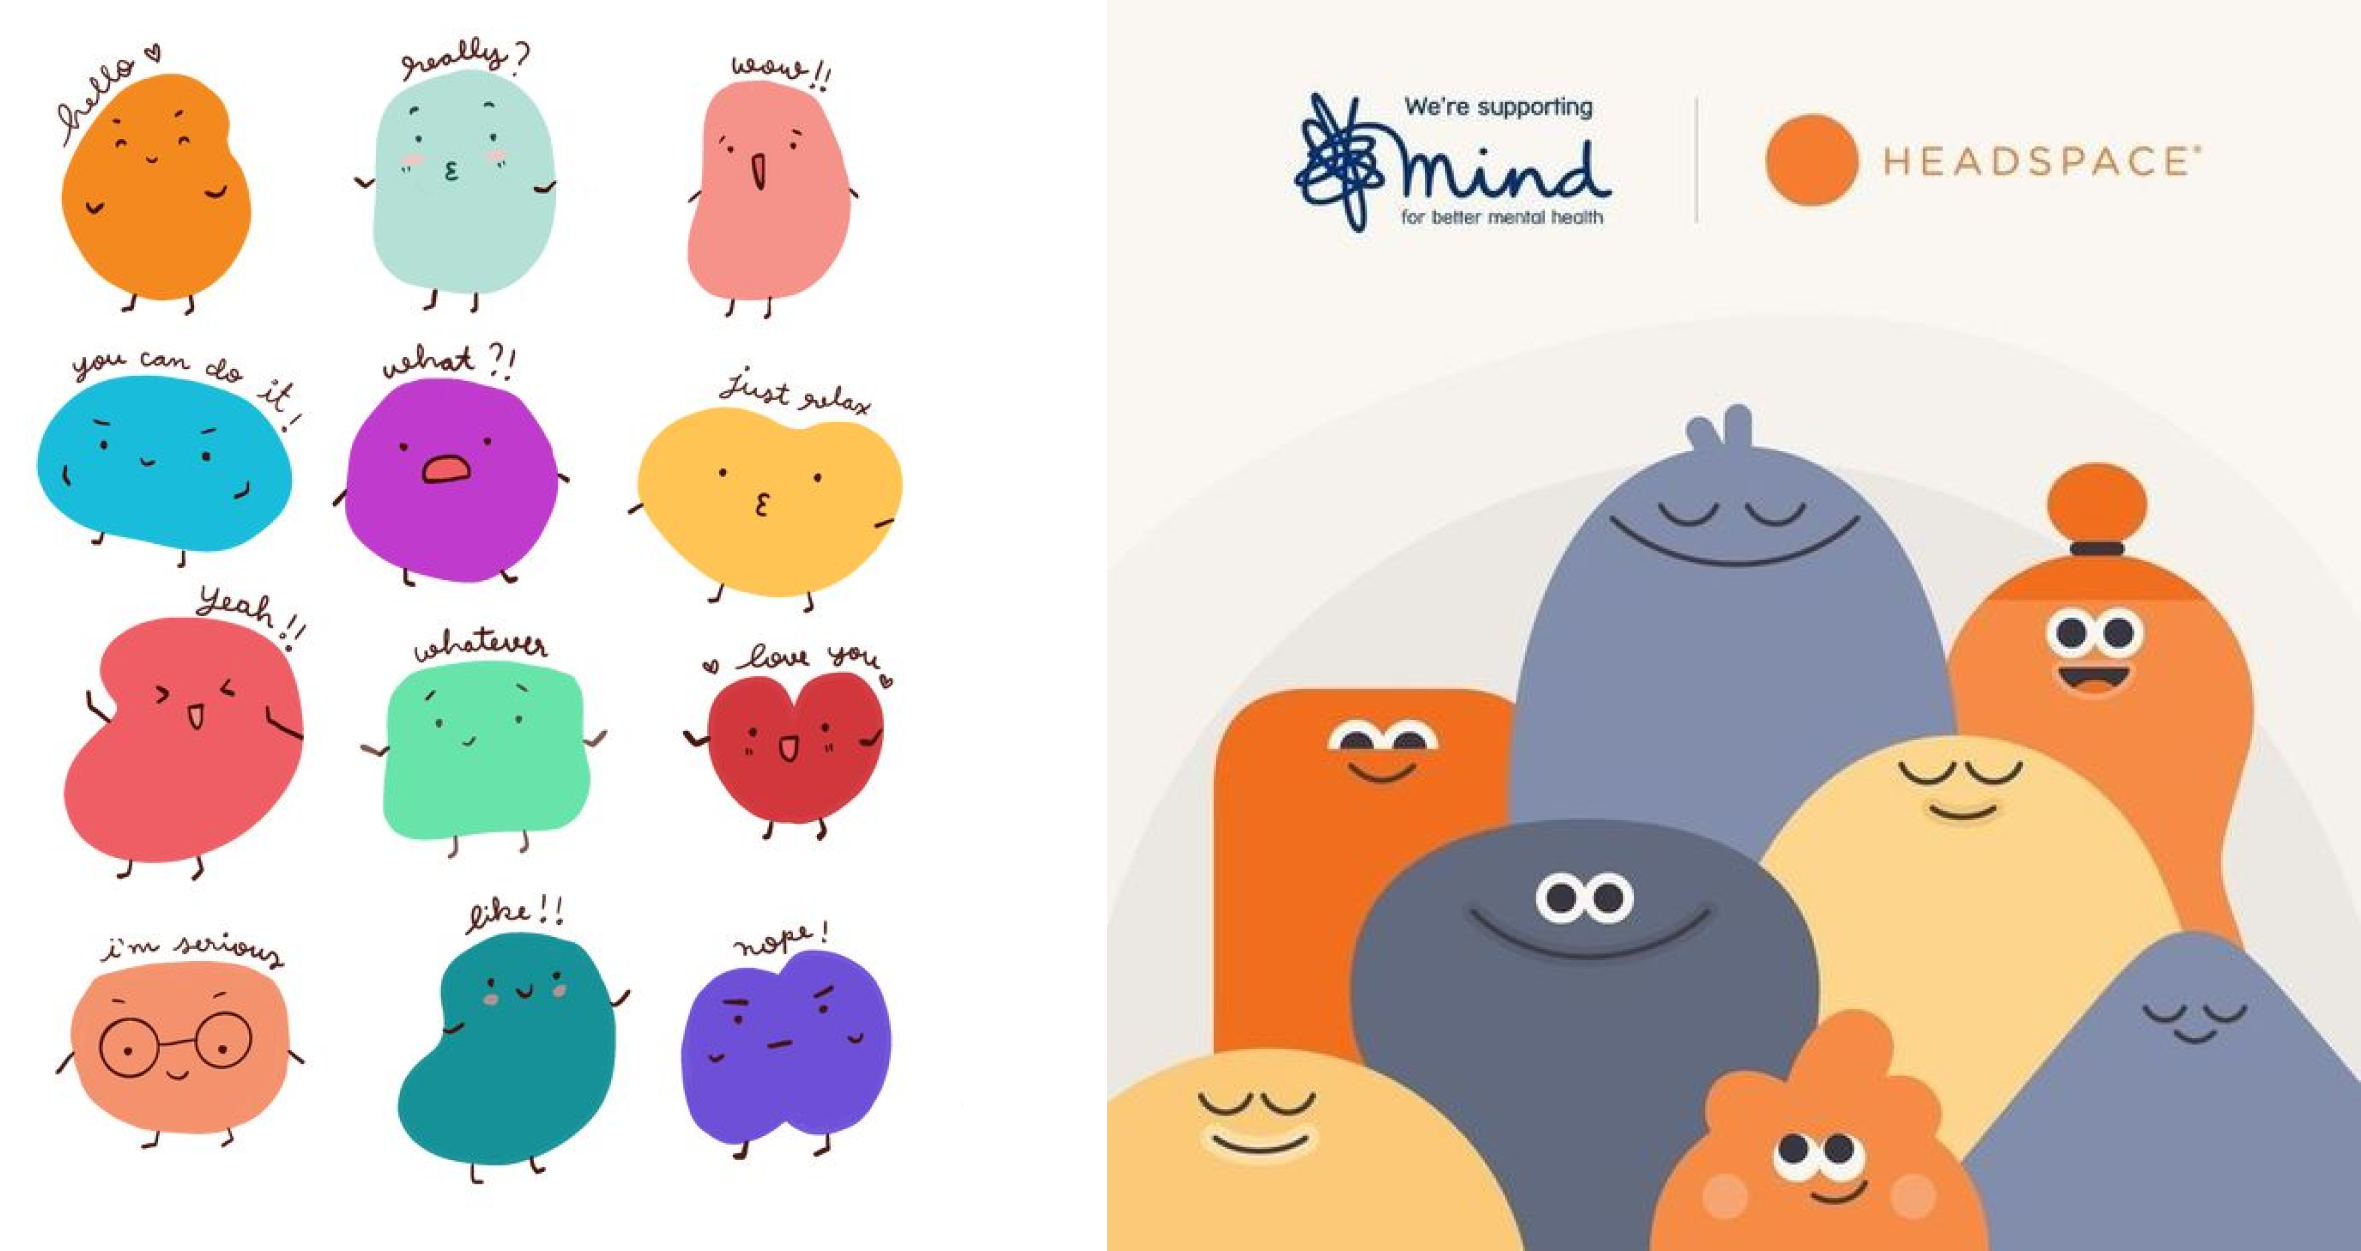 hello
really?
wow!!
you can do it!
what?!
just relax
yeah!!
whatever
love you
i'm serious
like!!
nope!
We're supporting
mind
for better mental health
HEADSPACE®